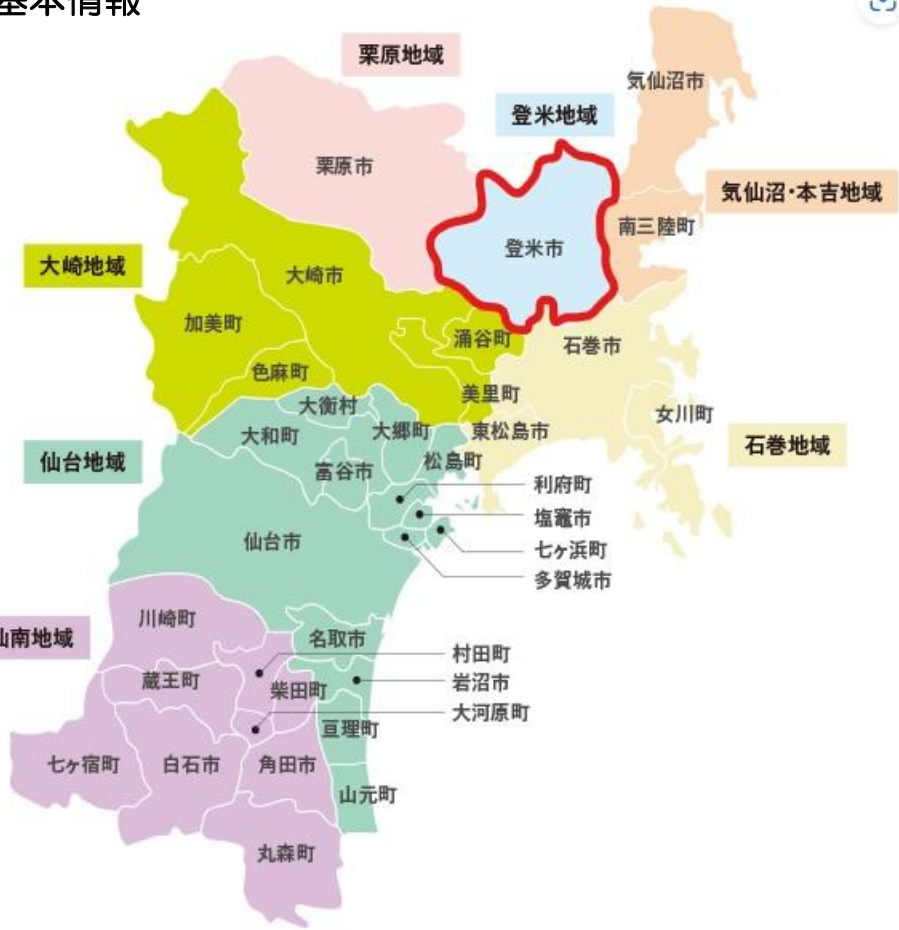 基本情報
栗原地域
気仙沼市
登米地域
栗原市
気仙沼・本吉地域
南三陸町
登米市
大崎地域
大崎市
加美町
涌谷町
石巻市
色麻町
美里町
大衡村
女川町
大和町
大郷町
東松島市
石巻地域
仙台地域
富谷市
松島町
利府町
塩竈市
仙台市
七ヶ浜町
多賀城市
川崎町
仙南地域
名取市
村田町
蔵王町
柴田町
岩沼市
大河原町
亘理町
七ヶ宿町
白石市
角田市
山元町
丸森町